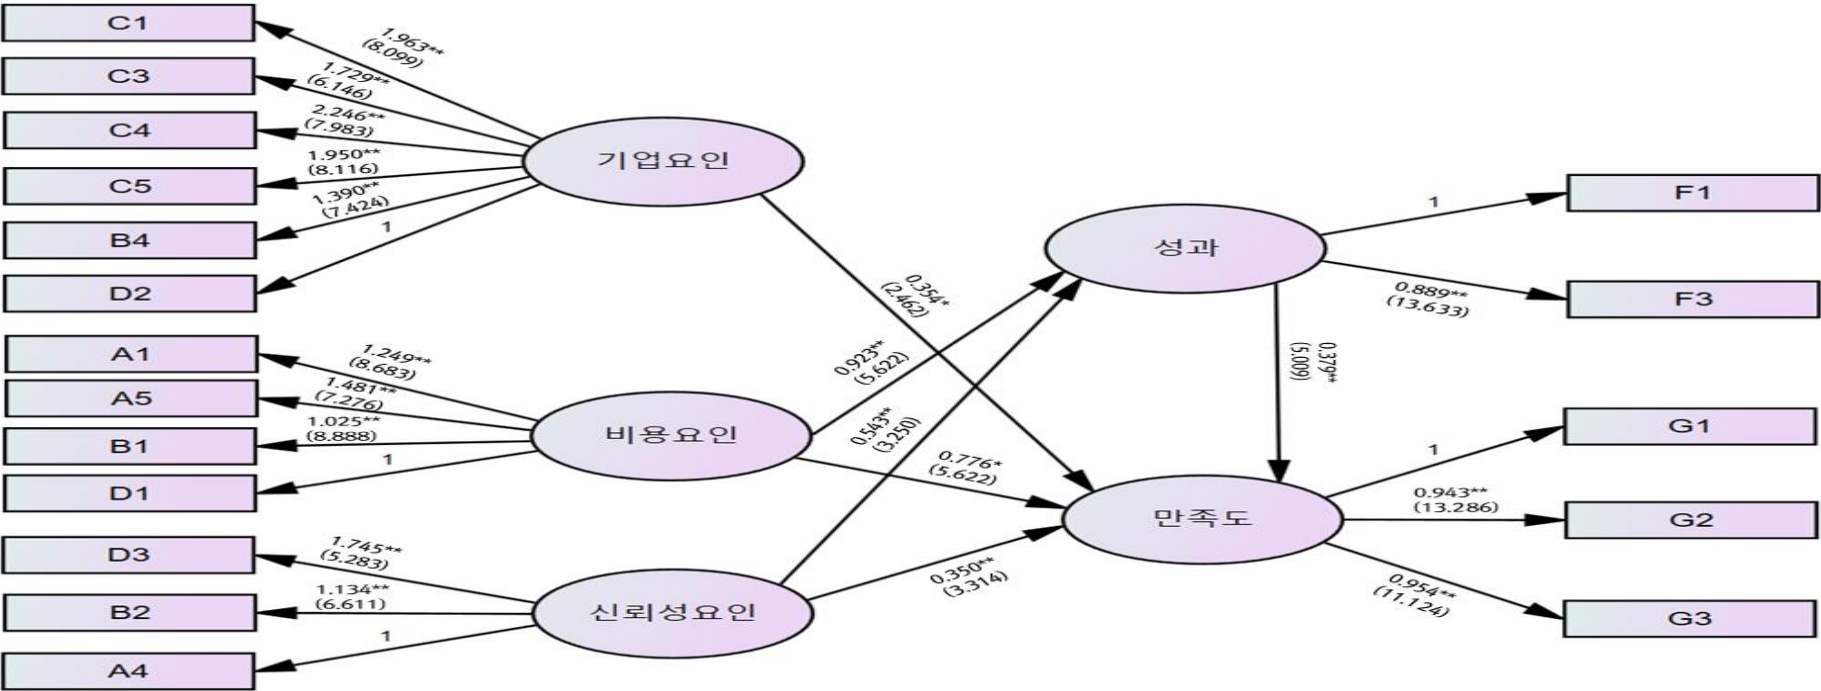 C1
C3
C4
C5
B4
D2
A1
A5
B1
D1
D3
B2
A4
1.963**
(8.099)
1.729**
(6.146)
2.246**
(7.983)
1.950**
(8.116)
1.390**
(7.424)
1
1.249**
(8.683)
1.481**
(7.276)
1.025**
(8.888)
1
1.745**
(5.283)
1.134**
(6.611)
1
기업요인
비용요인
신뢰성요인
0.354*
(2.462)
0.923**
(5.622)
0.543**
(3.250)
0.776*
(5.622)
0.350**
(3.314)
성과
0.379**
(5.009)
만족도
1
0.889**
(13.633)
1
0.943**
(13.286)
0.954**
(11.124)
F1
F3
G1
G2
G3